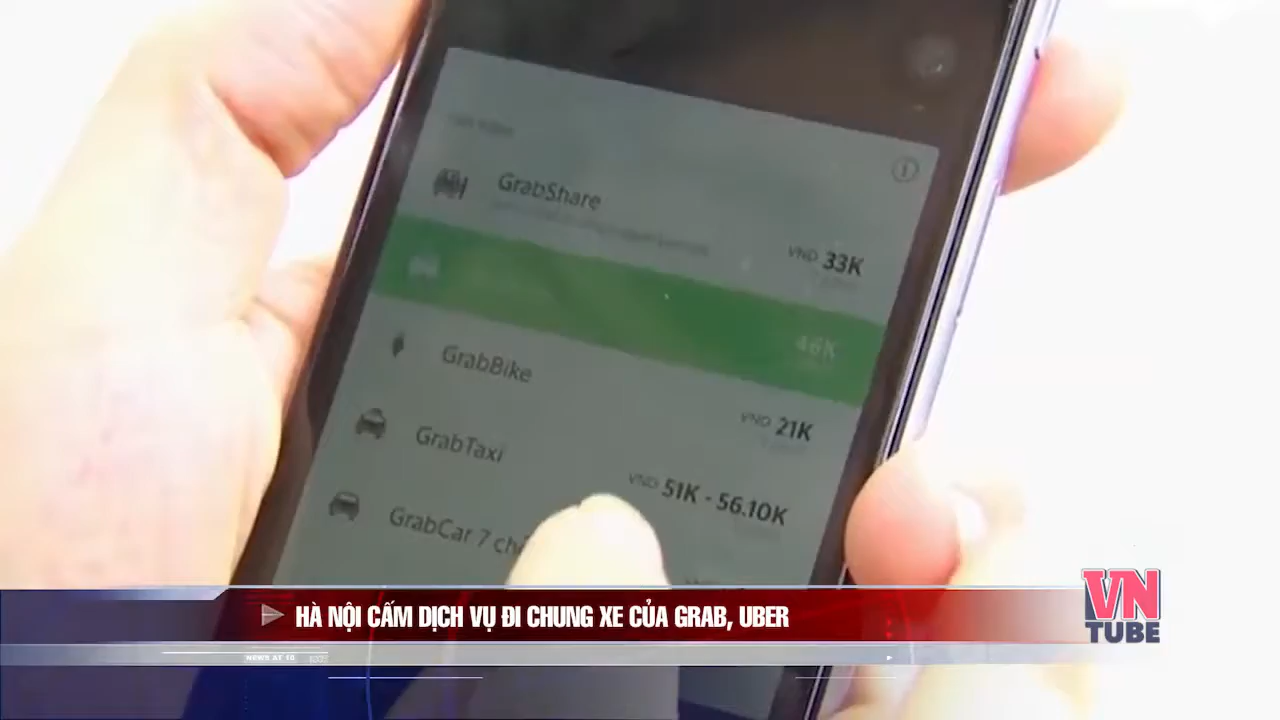 GrabShare
VND 33K
46K
GrabBike
VND 21K
GrabTaxi
VND 51K - 56.10K
GrabCar 7
HÀ NỘI CẤM DỊCH VỤ ĐI CHUNG XE CỦA GRAB, UBER
NEWS AT 10
VN
TUBE